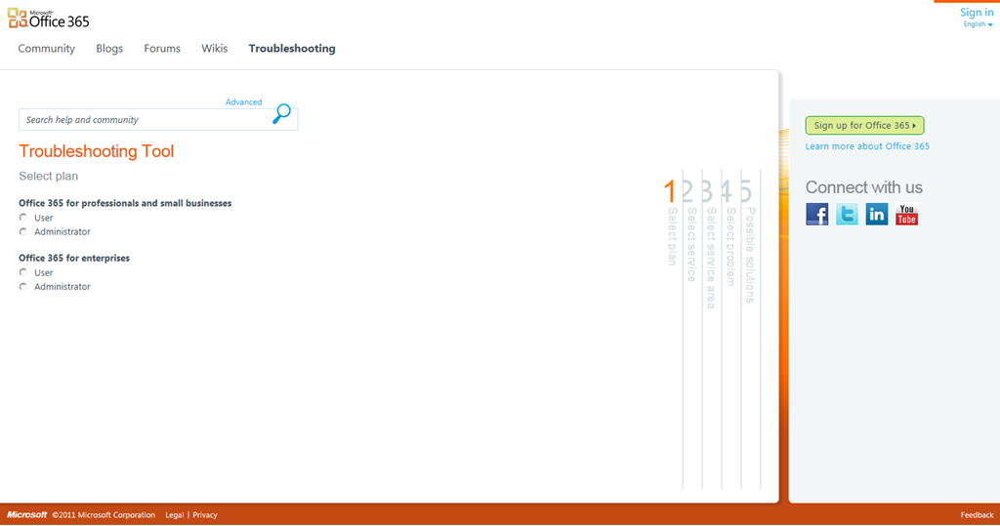 Microsoft®
Office 365
Sign in
English
Community Blogs Forums Wikis Troubleshooting
Advanced
Search help and community
Troubleshooting Tool
Select plan
Office 365 for professionals and small businesses
User
Administrator
Office 365 for enterprises
User
Administrator
1 Select plan
2 Select service
3 Select service area
4 Select problem
5 Possible solutions
Sign up for Office 365
Learn more about Office 365
Connect with us
f t in You Tube
Microsoft ©2011 Microsoft Corporation Legal | Privacy
Feedback